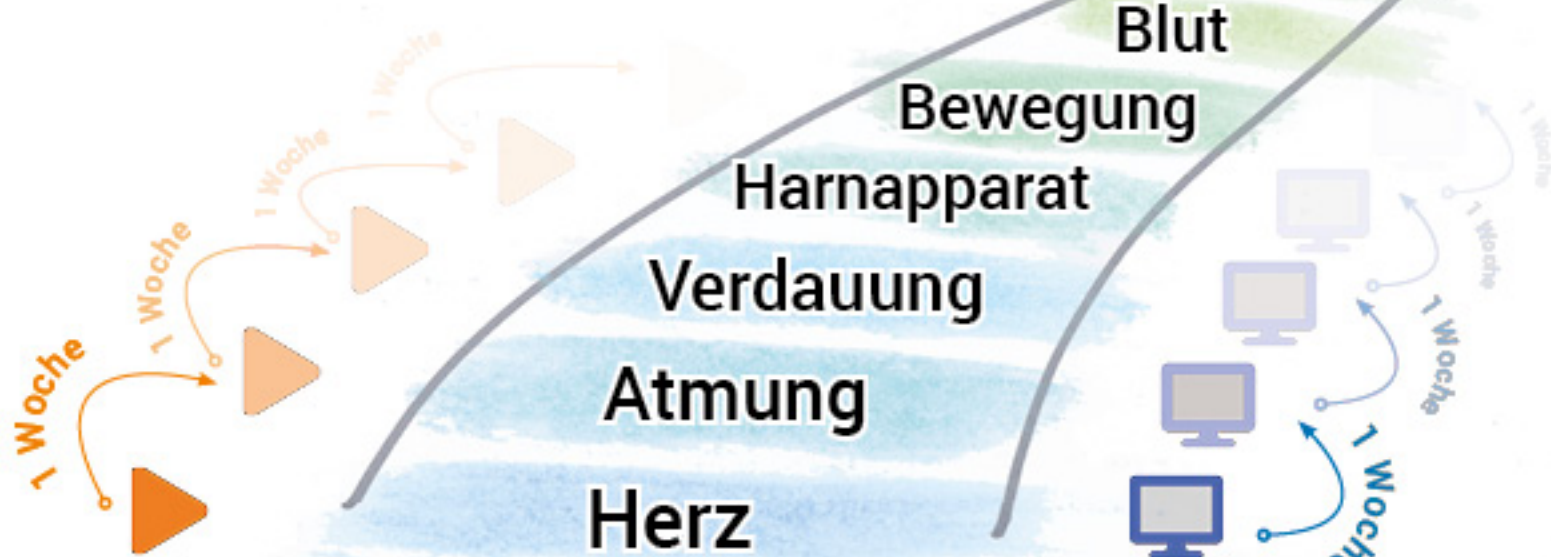 Blut
1 Woche
Bewegung
1 Woche
1 Woche
Harnapparat
1 Woche
1 Woche
Verdauung
1 Woche
1 Woche
Atmung
1 Woche
Herz